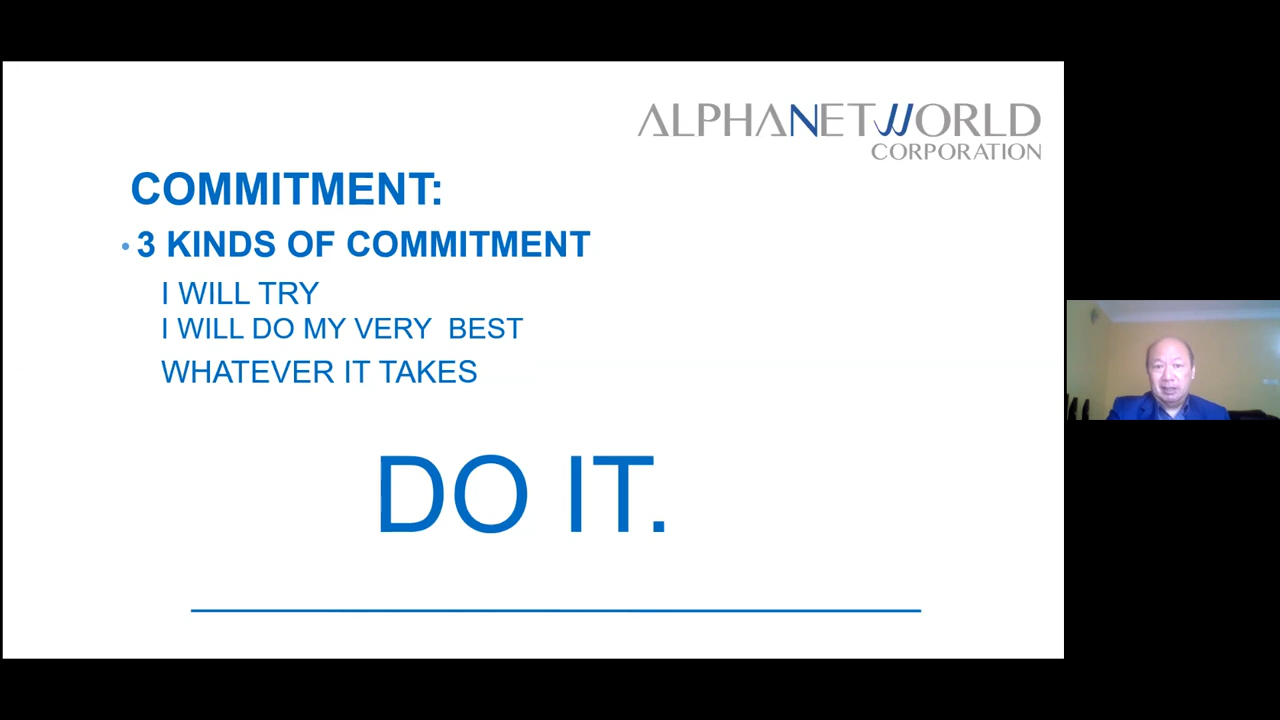 ALPHANETWORLD
CORPORATION
COMMITMENT:
• 3 KINDS OF COMMITMENT
I WILL TRY
I WILL DO MY VERY BEST
WHATEVER IT TAKES
DO IT.